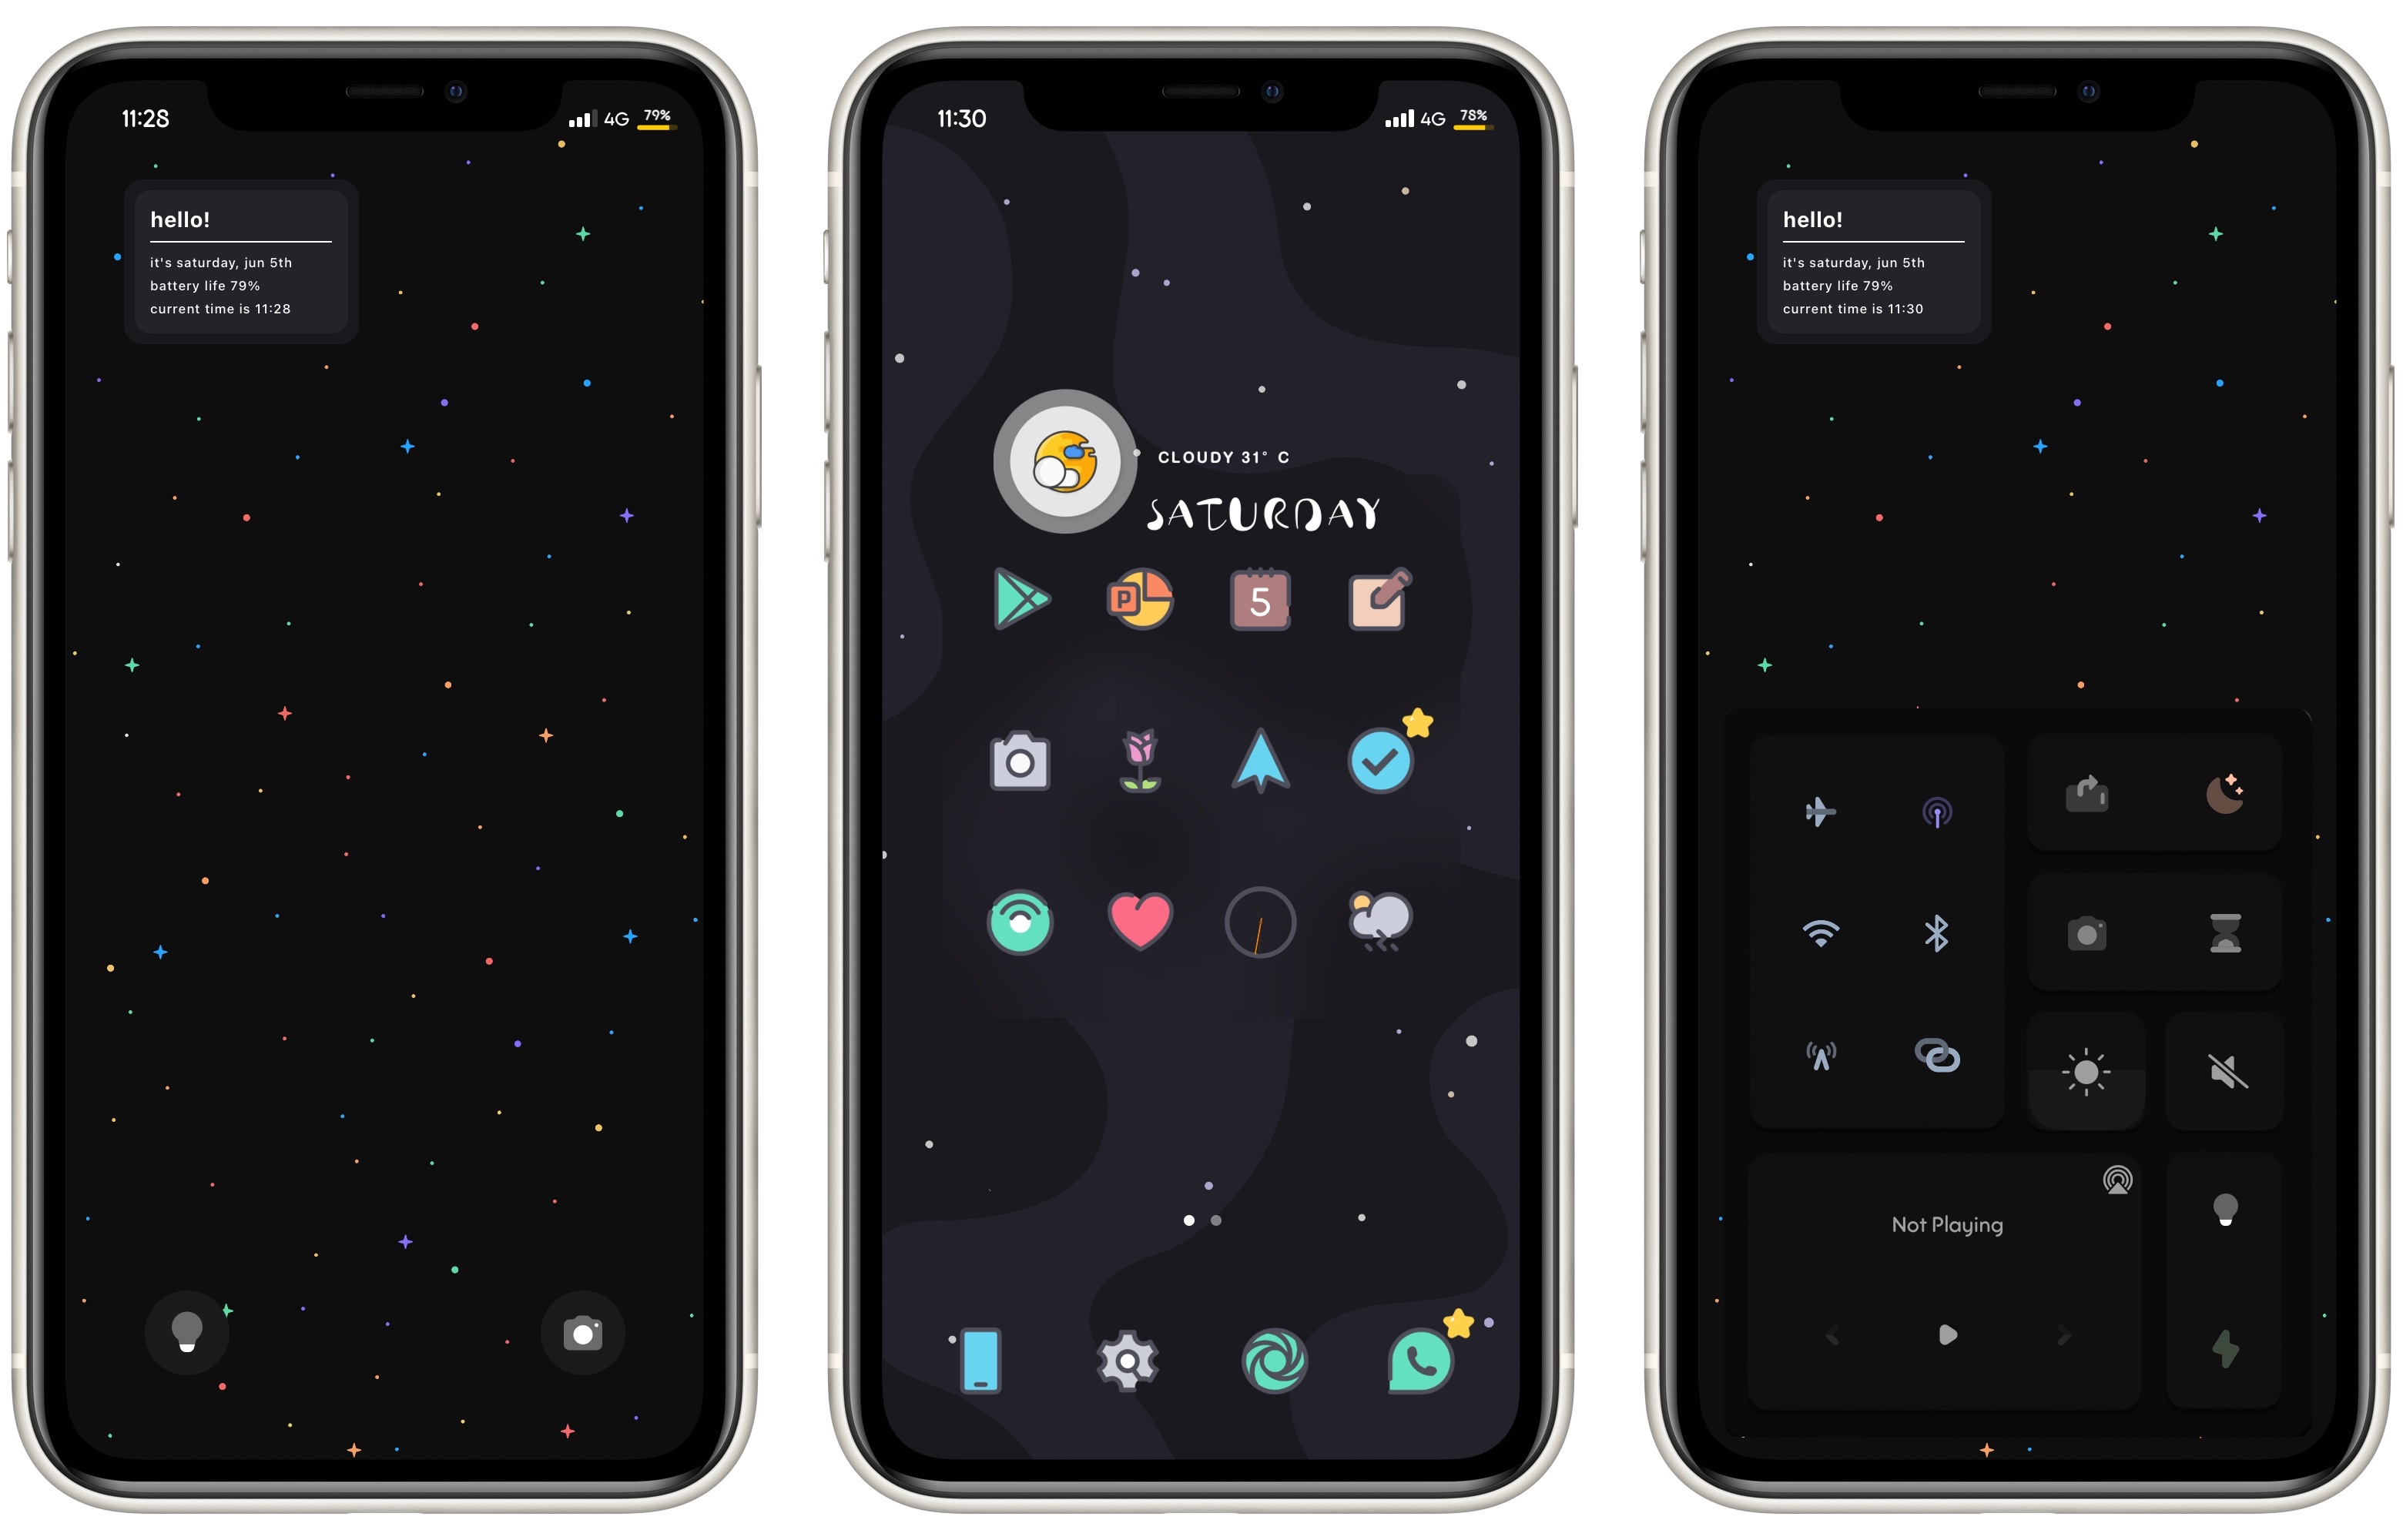 11:28
4G
79%
hello!
it's saturday, jun 5th
battery life 79%
current time is 11:28
11:30
4G
78%
CLOUDY 31° C
SATURDAY
P
5
hello!
it's saturday, jun 5th
battery life 79%
current time is 11:30
Not Playing